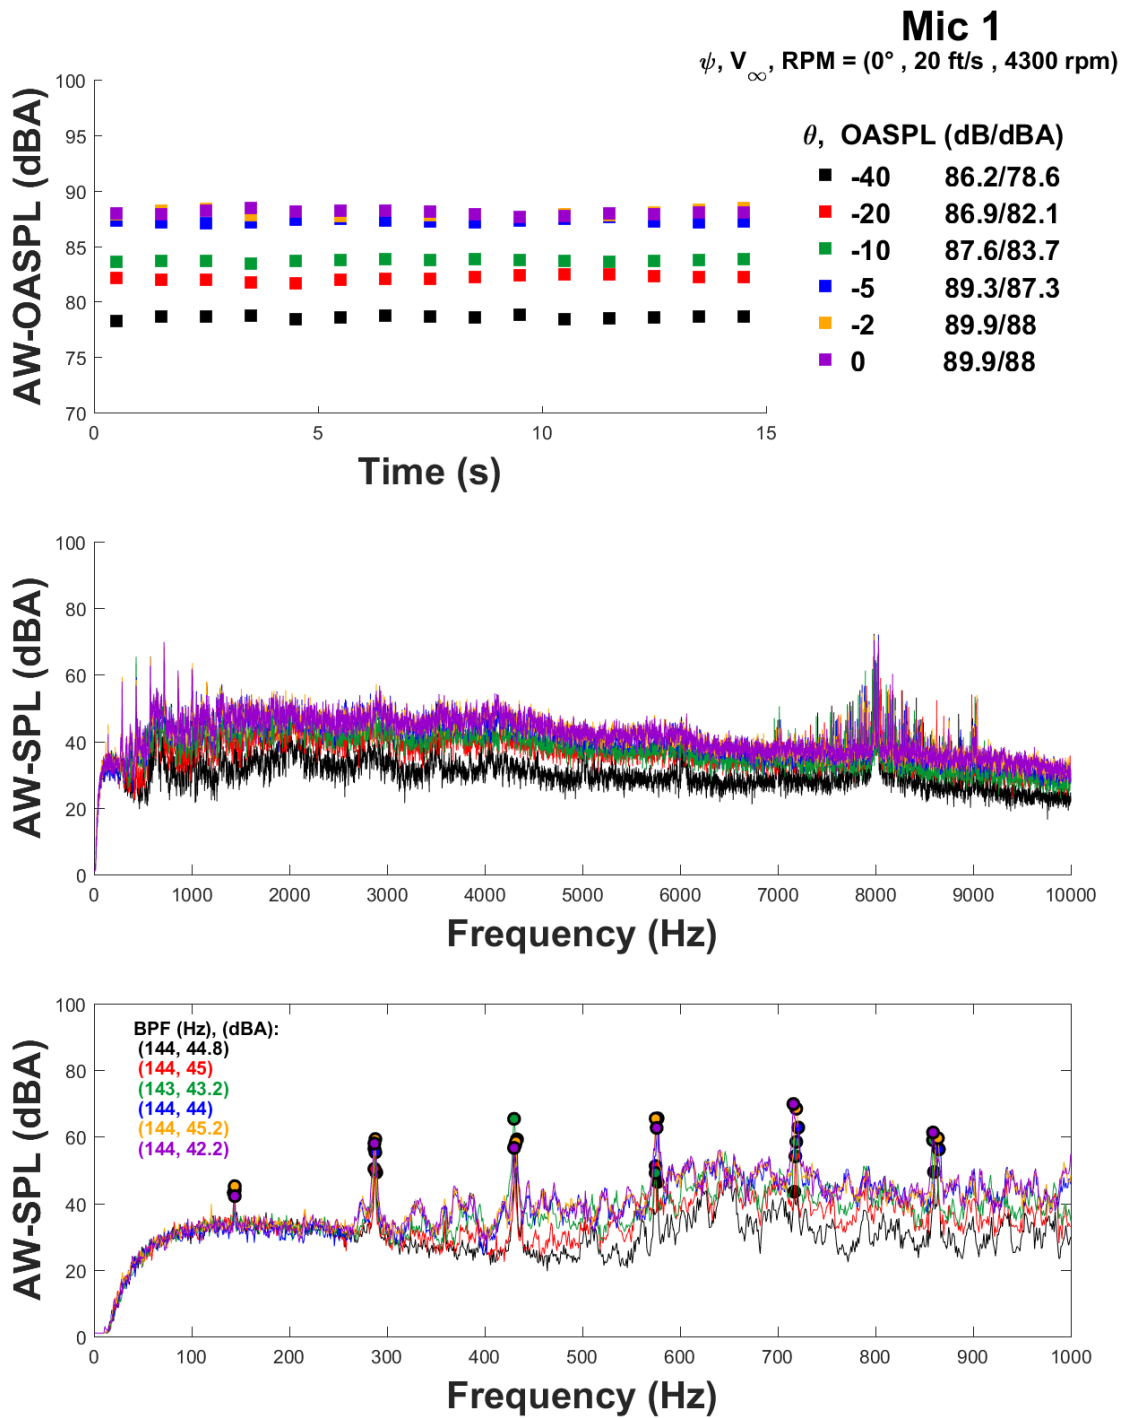 Mic 1
ψ, V∞, RPM = (0° , 20 ft/s , 4300 rpm)
θ, OASPL (dB/dBA)
-40 86.2/78.6
-20 86.9/82.1
-10 87.6/83.7
-5 89.3/87.3
-2 89.9/88
0 89.9/88
AW-OASPL (dBA)
100
95
90
85
80
75
70
0 5 10 15
Time (s)
AW-SPL (dBA)
100
80
60
40
20
0
0 1000 2000 3000 4000 5000 6000 7000 8000 9000 10000
Frequency (Hz)
AW-SPL (dBA)
100
80
60
40
20
0
BPF (Hz), (dBA):
(144, 44.8)
(144, 45)
(143, 43.2)
(144, 44)
(144, 45.2)
(144, 42.2)
0 100 200 300 400 500 600 700 800 900 1000
Frequency (Hz)